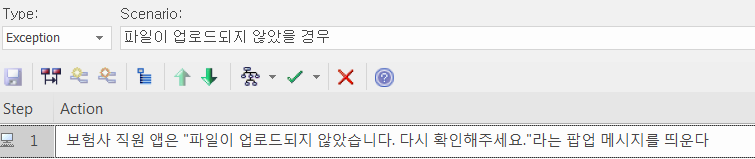 Type: Scenario:
Exception 파일이 업로드되지 않았을 경우
Step Action
1 보험사 직원 앱은 "파일이 업로드되지 않았습니다. 다시 확인해주세요."라는 팝업 메시지를 띄운다